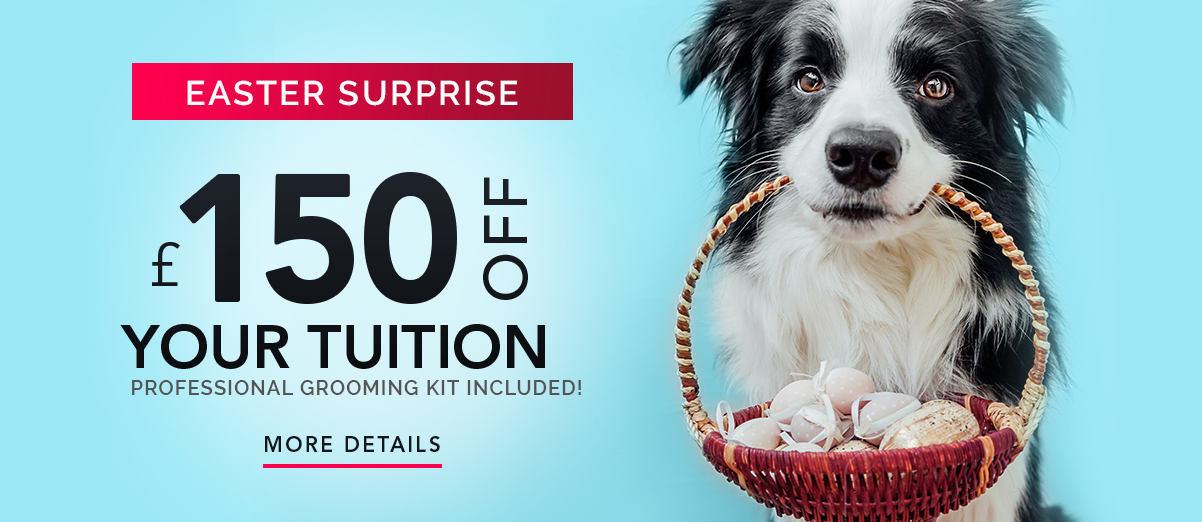 EASTER SURPRISE
£150 OFF
YOUR TUITION
PROFESSIONAL GROOMING KIT INCLUDED!
MORE DETAILS